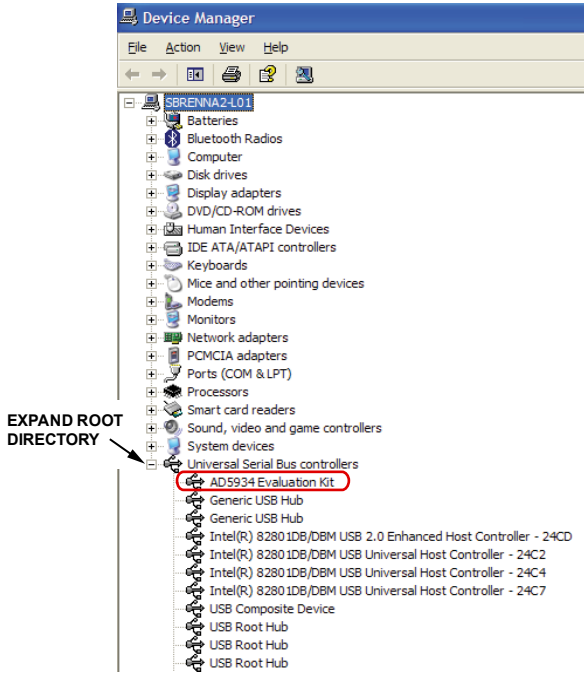 Device Manager
File Action View Help
SBRENNA2-L01
Batteries
Bluetooth Radios
Computer
Disk drives
Display adapters
DVD/CD-ROM drives
Human Interface Devices
IDE ATA/ATAPI controllers
Keyboards
Mice and other pointing devices
Modems
Monitors
Network adapters
PCMCIA adapters
Ports (COM & LPT)
Processors
Smart card readers
Sound, video and game controllers
System devices
EXPAND ROOT
DIRECTORY
Universal Serial Bus controllers
AD5934 Evaluation Kit
Generic USB Hub
Generic USB Hub
Intel(R) 82801DB/DBM USB 2.0 Enhanced Host Controller - 24CD
Intel(R) 82801DB/DBM USB Universal Host Controller - 24C2
Intel(R) 82801DB/DBM USB Universal Host Controller - 24C4
Intel(R) 82801DB/DBM USB Universal Host Controller - 24C7
USB Composite Device
USB Root Hub
USB Root Hub
USB Root Hub